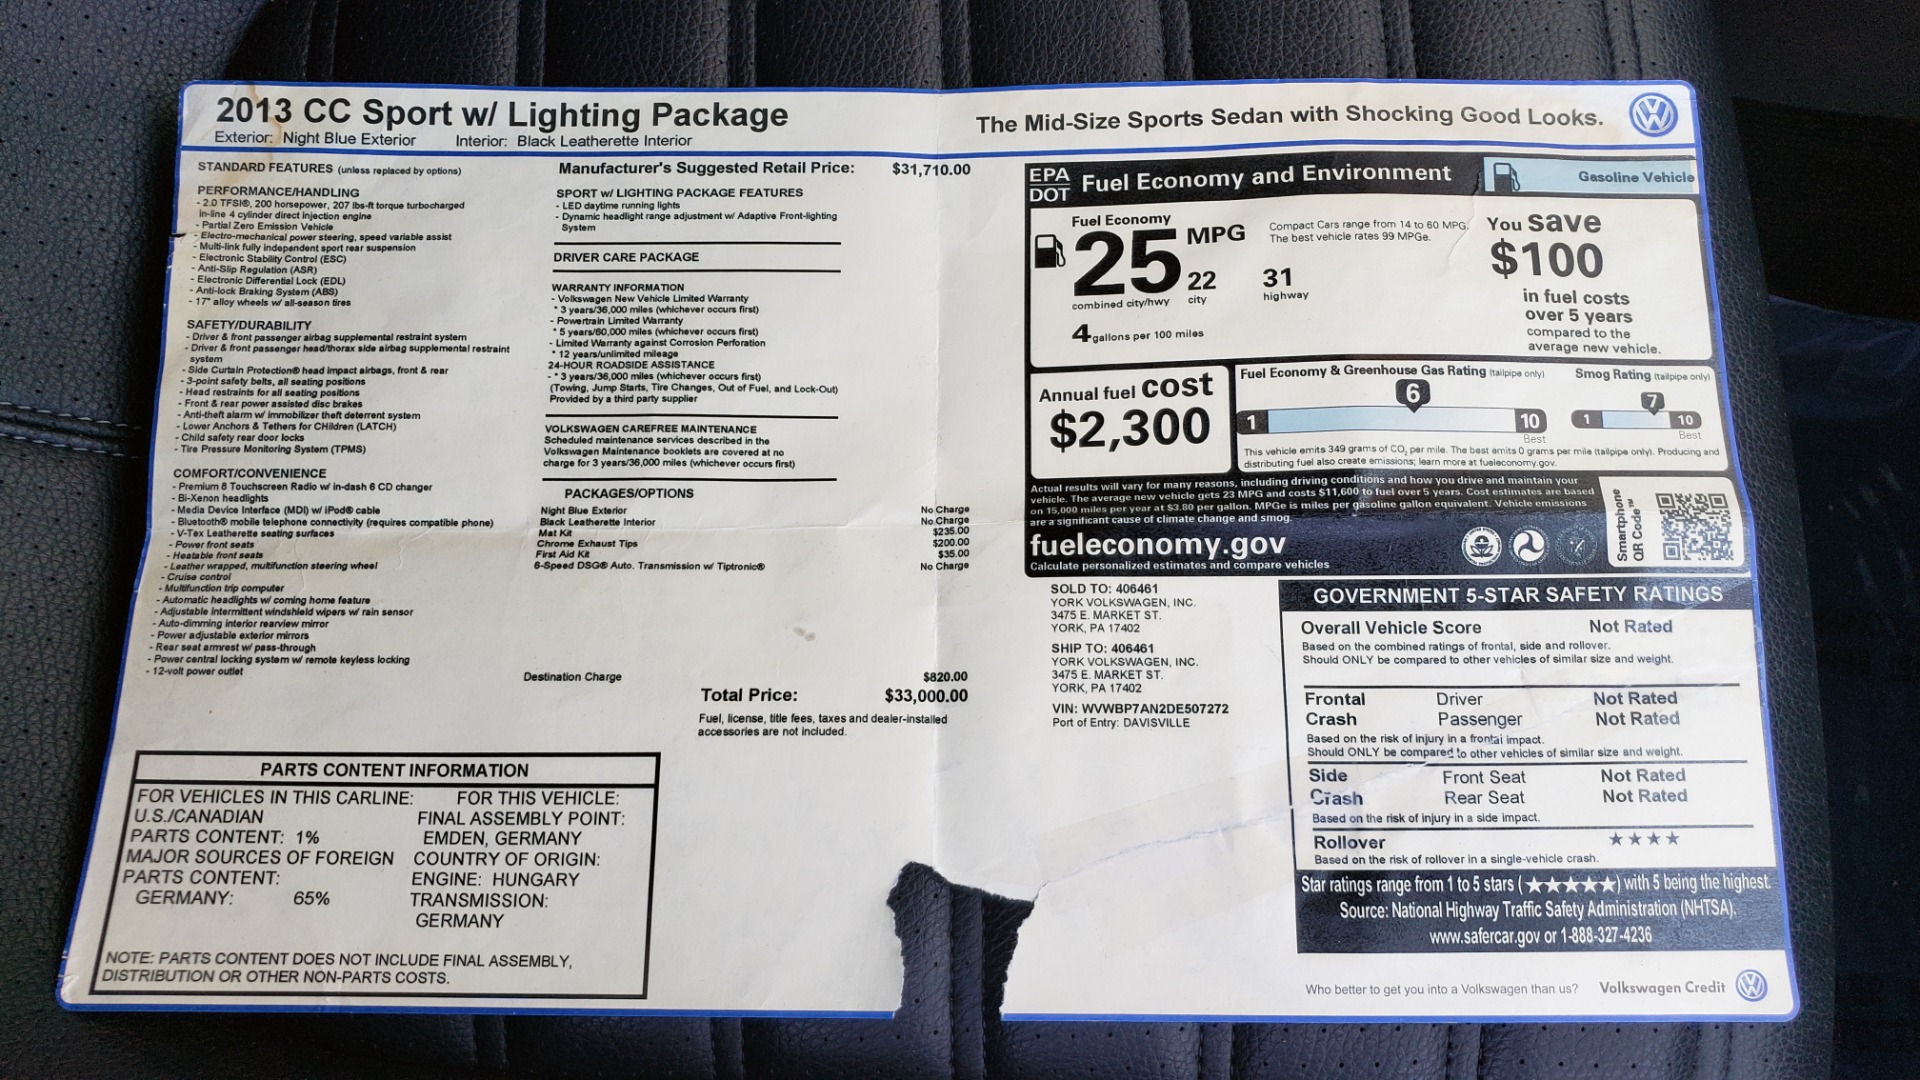 2013 CC Sport w/ Lighting Package
Exterior: Night Blue Exterior Interior: Black Leatherette Interior
STANDARD FEATURES (unless replaced by options)
PERFORMANCE/HANDLING
- 2.0 TFSI®, 200 horsepower, 207 lbs-ft torque turbocharged
in-line 4 cylinder direct injection engine
- Partial Zero Emission Vehicle
- Electro-mechanical power steering, speed variable assist
- Multi-link fully independent sport rear suspension
- Electronic Stability Control (ESC)
- Anti-Slip Regulation (ASR)
- Electronic Differential Lock (EDL)
- Anti-lock Braking System (ABS)
- 17" alloy wheels w/ all-season tires
SAFETY/DURABILITY
- Driver & front passenger airbag supplemental restraint system
- Driver & front passenger head/thorax side airbag supplemental restraint
system
- Side Curtain Protection® head impact airbags, front & rear
- 3-point safety belts, all seating positions
- Head restraints for all seating positions
- Front & rear power assisted disc brakes
- Anti-theft alarm w/ immobilizer theft deterrent system
- Lower Anchors & Tethers for CHildren (LATCH)
- Child safety rear door locks
- Tire Pressure Monitoring System (TPMS)
COMFORT/CONVENIENCE
- Premium 8 Touchscreen Radio w/ in-dash 6 CD changer
- Bi-Xenon headlights
- Media Device Interface (MDI) w/ iPod® cable
- Bluetooth® mobile telephone connectivity (requires compatible phone)
- V-Tex Leatherette seating surfaces
- Power front seats
- Heatable front seats
- Leather wrapped, multifunction steering wheel
- Cruise control
- Multifunction trip computer
- Automatic headlights w/ coming home feature
- Adjustable intermittent windshield wipers w/ rain sensor
- Auto-dimming interior rearview mirror
- Power adjustable exterior mirrors
- Rear seat armrest w/ pass-through
- Power central locking system w/ remote keyless locking
- 12-volt power outlet
Manufacturer's Suggested Retail Price: $31,710.00
SPORT w/ LIGHTING PACKAGE FEATURES
- LED daytime running lights
- Dynamic headlight range adjustment w/ Adaptive Front-lighting
System
DRIVER CARE PACKAGE
WARRANTY INFORMATION
- Volkswagen New Vehicle Limited Warranty
* 3 years/36,000 miles (whichever occurs first)
- Powertrain Limited Warranty
* 5 years/60,000 miles (whichever occurs first)
- Limited Warranty against Corrosion Perforation
* 12 years/unlimited mileage
24-HOUR ROADSIDE ASSISTANCE
- * 3 years/36,000 miles (whichever occurs first)
(Towing, Jump Starts, Tire Changes, Out of Fuel, and Lock-Out)
Provided by a third party supplier
VOLKSWAGEN CAREFREE MAINTENANCE
Scheduled maintenance services described in the
Volkswagen Maintenance booklets are covered at no
charge for 3 years/36,000 miles (whichever occurs first)
PACKAGES/OPTIONS
Night Blue Exterior No Charge
Black Leatherette Interior No Charge
Mat Kit $235.00
Chrome Exhaust Tips $200.00
First Aid Kit $35.00
6-Speed DSG® Auto. Transmission w/ Tiptronic® No Charge
Destination Charge $820.00
Total Price: $33,000.00
Fuel, license, title fees, taxes and dealer-installed
accessories are not included.
PARTS CONTENT INFORMATION
FOR VEHICLES IN THIS CARLINE:
U.S./CANADIAN
PARTS CONTENT: 1%
MAJOR SOURCES OF FOREIGN
PARTS CONTENT:
GERMANY: 65%
FOR THIS VEHICLE:
FINAL ASSEMBLY POINT:
EMDEN, GERMANY
COUNTRY OF ORIGIN:
ENGINE: HUNGARY
TRANSMISSION:
GERMANY
NOTE: PARTS CONTENT DOES NOT INCLUDE FINAL ASSEMBLY,
DISTRIBUTION OR OTHER NON-PARTS COSTS.
The Mid-Size Sports Sedan with Shocking Good Looks.
EPA
DOT
Fuel Economy and Environment
Gasoline Vehicle
Fuel Economy
25 MPG
combined city/hwy
22
city
31
highway
4 gallons per 100 miles
Compact Cars range from 14 to 60 MPG.
The best vehicle rates 99 MPGe.
You save
$100
in fuel costs
over 5 years
compared to the
average new vehicle.
Annual fuel cost
$2,300
Fuel Economy & Greenhouse Gas Rating (tailpipe only)
6
1 10
Best
Smog Rating (tailpipe only)
7
1 10
Best
This vehicle emits 349 grams of CO2 per mile. The best emits 0 grams per mile (tailpipe only). Producing and
distributing fuel also create emissions; learn more at fueleconomy.gov.
Actual results will vary for many reasons, including driving conditions and how you drive and maintain your
vehicle. The average new vehicle gets 23 MPG and costs $11,600 to fuel over 5 years. Cost estimates are based
on 15,000 miles per year at $3.80 per gallon. MPGe is miles per gasoline gallon equivalent. Vehicle emissions
are a significant cause of climate change and smog.
fueleconomy.gov
Calculate personalized estimates and compare vehicles
Smartphone
QR Code™
SOLD TO: 406461
YORK VOLKSWAGEN, INC.
3475 E. MARKET ST.
YORK, PA 17402
SHIP TO: 406461
YORK VOLKSWAGEN, INC.
3475 E. MARKET ST.
YORK, PA 17402
VIN: WVWBP7AN2DE507272
Port of Entry: DAVISVILLE
GOVERNMENT 5-STAR SAFETY RATINGS
Overall Vehicle Score Not Rated
Based on the combined ratings of frontal, side and rollover.
Should ONLY be compared to other vehicles of similar size and weight.
Frontal Driver Not Rated
Crash Passenger Not Rated
Based on the risk of injury in a frontal impact.
Should ONLY be compared to other vehicles of similar size and weight.
Side Front Seat Not Rated
Crash Rear Seat Not Rated
Based on the risk of injury in a side impact.
Rollover ★★★★
Based on the risk of rollover in a single-vehicle crash.
Star ratings range from 1 to 5 stars (★★★★★) with 5 being the highest.
Source: National Highway Traffic Safety Administration (NHTSA).
www.safercar.gov or 1-888-327-4236
Who better to get you into a Volkswagen than us? Volkswagen Credit